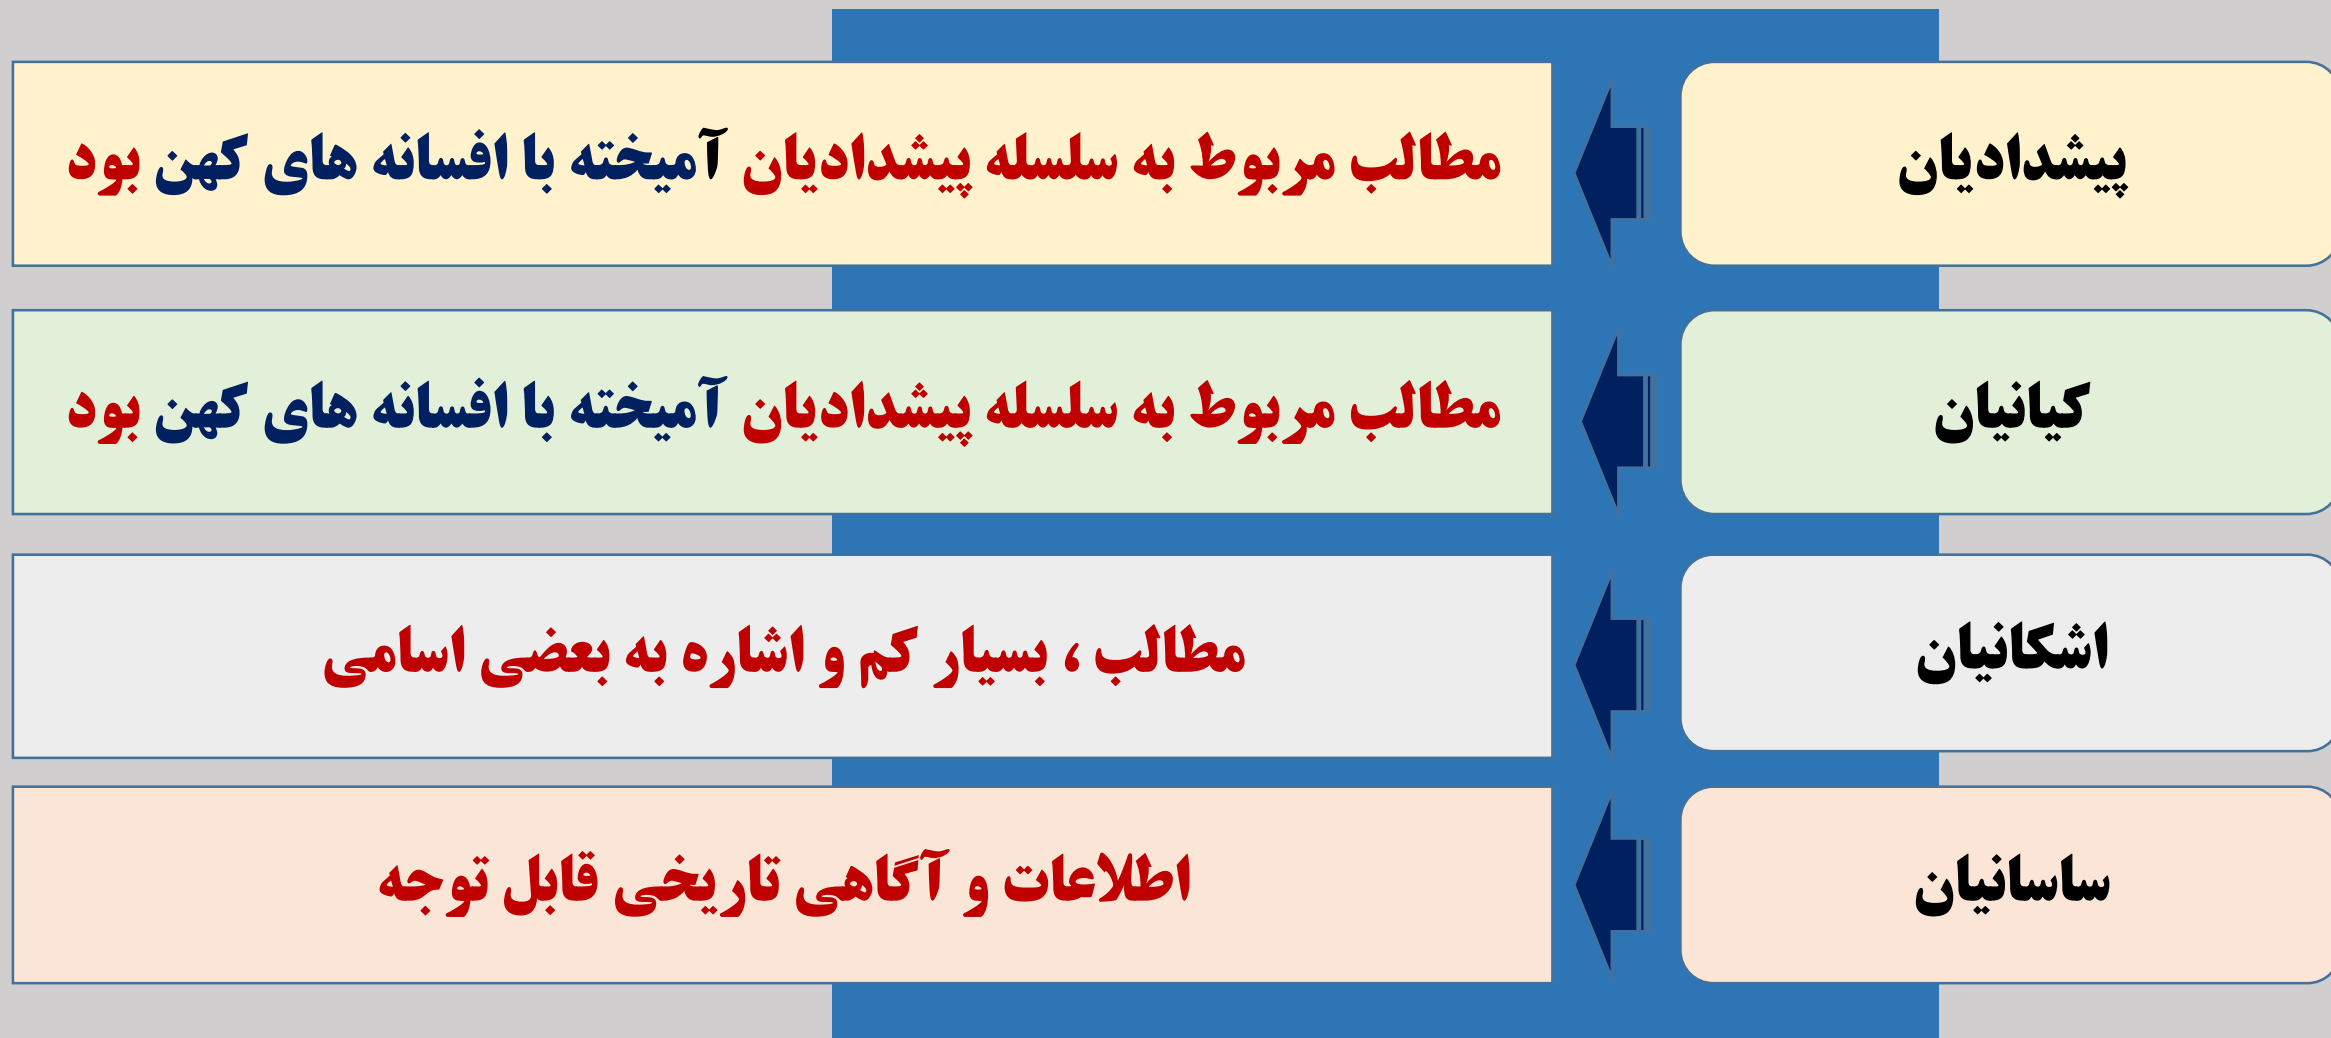 پیشدادیان
مطالب مربوط به سلسله پیشدادیان آمیخته با افسانه های کهن بود
کیانیان
مطالب مربوط به سلسله پیشدادیان آمیخته با افسانه های کهن بود
اشکانیان
مطالب ، بسیار کم و اشاره به بعضی اسامی
ساسانیان
اطلاعات و آگاهی تاریخی قابل توجه